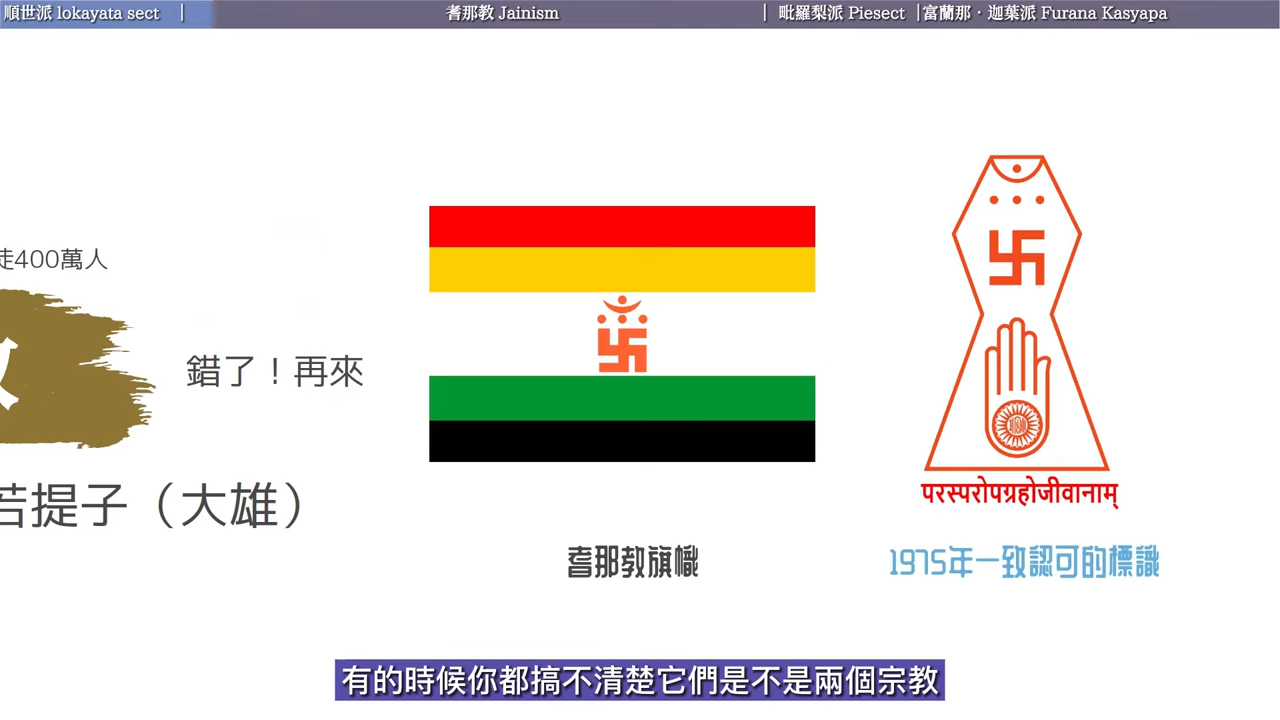 順世派 lokayata sect | 耆那教 Jainism | 毗羅梨派 Piesect | 富蘭那 · 迦葉派 Furana Kasyapa
徒400萬人
錯了！再來
若提子（大雄）
परस्परोपग्रहोजीवानाम्
耆那教旗幟
1975年一致認可的標識
有的時候你都搞不清楚它們是不是兩個宗教